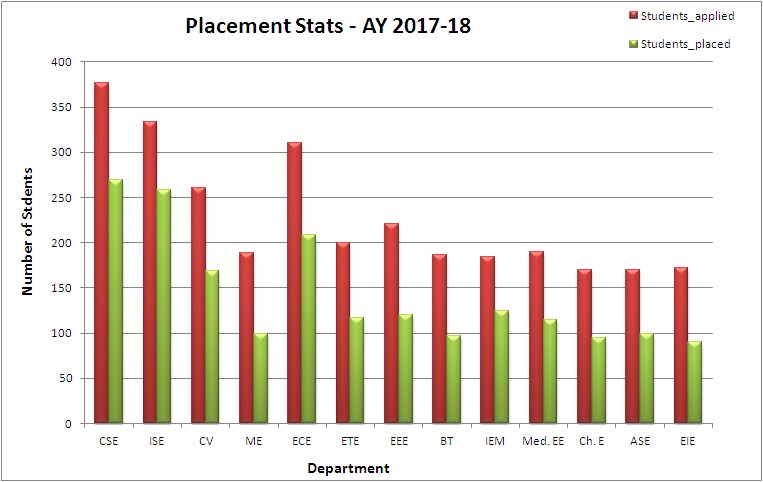 Placement Stats - AY 2017-18
Students_applied
Students_placed
400
350
300
250
200
150
100
50
0
Number of Stdents
CSE ISE CV ME ECE ETE EEE BT IEM Med. EE Ch. E ASE EIE
Department